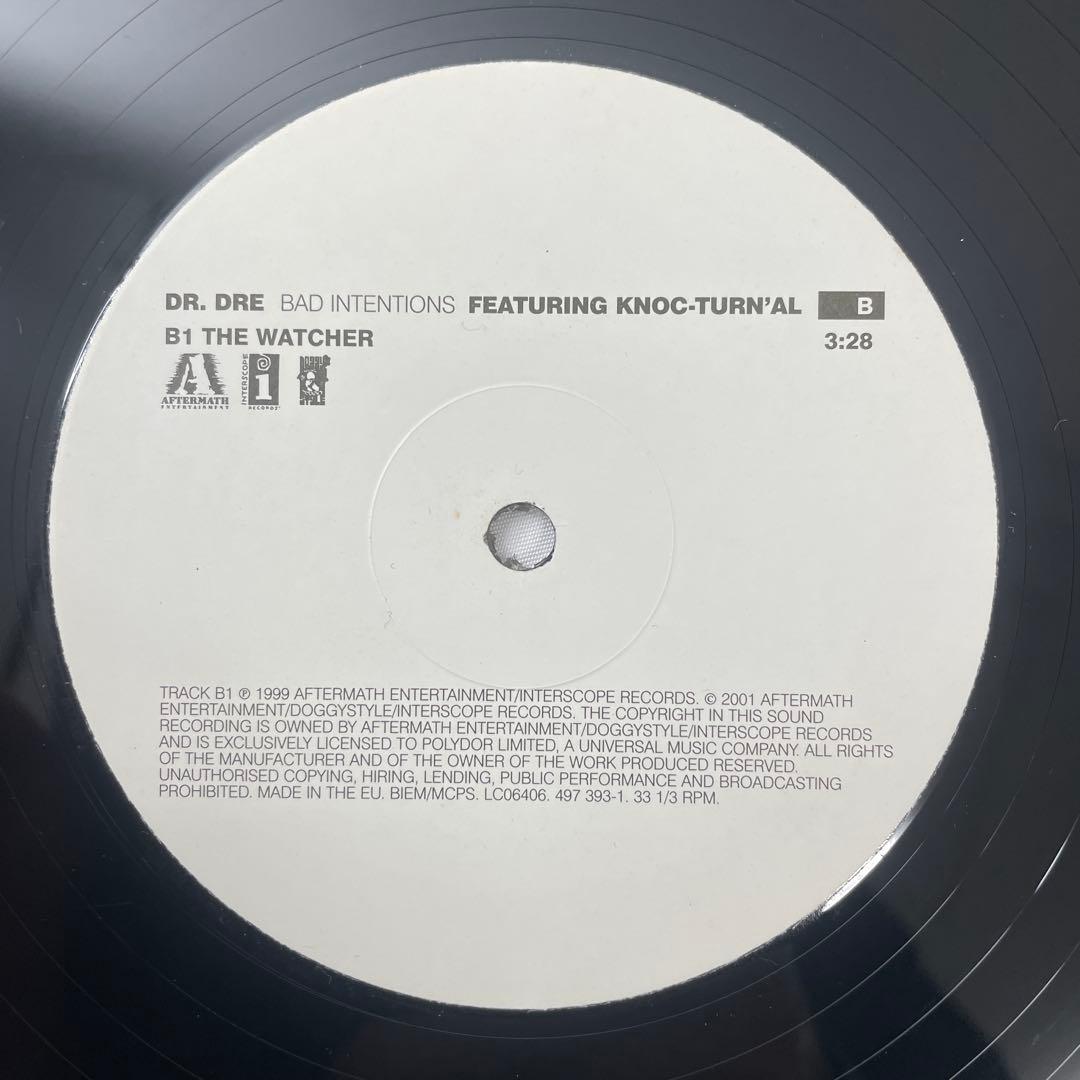 DR. DRE BAD INTENTIONS FEATURING KNOC-TURN'AL B
B1 THE WATCHER 3:28
A
AFTERMATH
ENTERTAINMENT
INTERSCOPE
i
RECORDS
TRACK B1 ℗ 1999 AFTERMATH ENTERTAINMENT/INTERSCOPE RECORDS. © 2001 AFTERMATH
ENTERTAINMENT/DOGGYSTYLE/INTERSCOPE RECORDS. THE COPYRIGHT IN THIS SOUND
RECORDING IS OWNED BY AFTERMATH ENTERTAINMENT/DOGGYSTYLE/INTERSCOPE RECORDS
AND IS EXCLUSIVELY LICENSED TO POLYDOR LIMITED, A UNIVERSAL MUSIC COMPANY. ALL RIGHTS
OF THE MANUFACTURER AND OF THE OWNER OF THE WORK PRODUCED RESERVED.
UNAUTHORISED COPYING, HIRING, LENDING, PUBLIC PERFORMANCE AND BROADCASTING
PROHIBITED. MADE IN THE EU. BIEM/MCPS. LC06406. 497 393-1. 33 1/3 RPM.